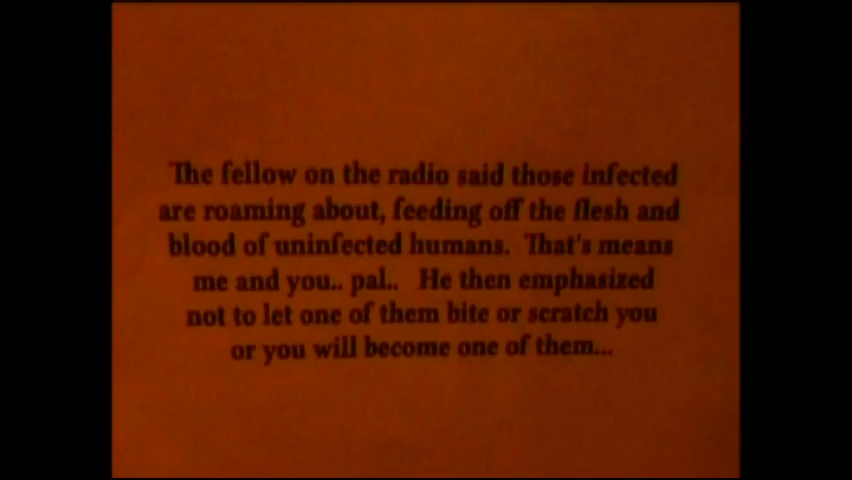 The fellow on the radio said those infected
are roaming about, feeding off the flesh and
blood of uninfected humans. That's means
me and you.. pal.. He then emphasized
not to let one of them bite or scratch you
or you will become one of them...